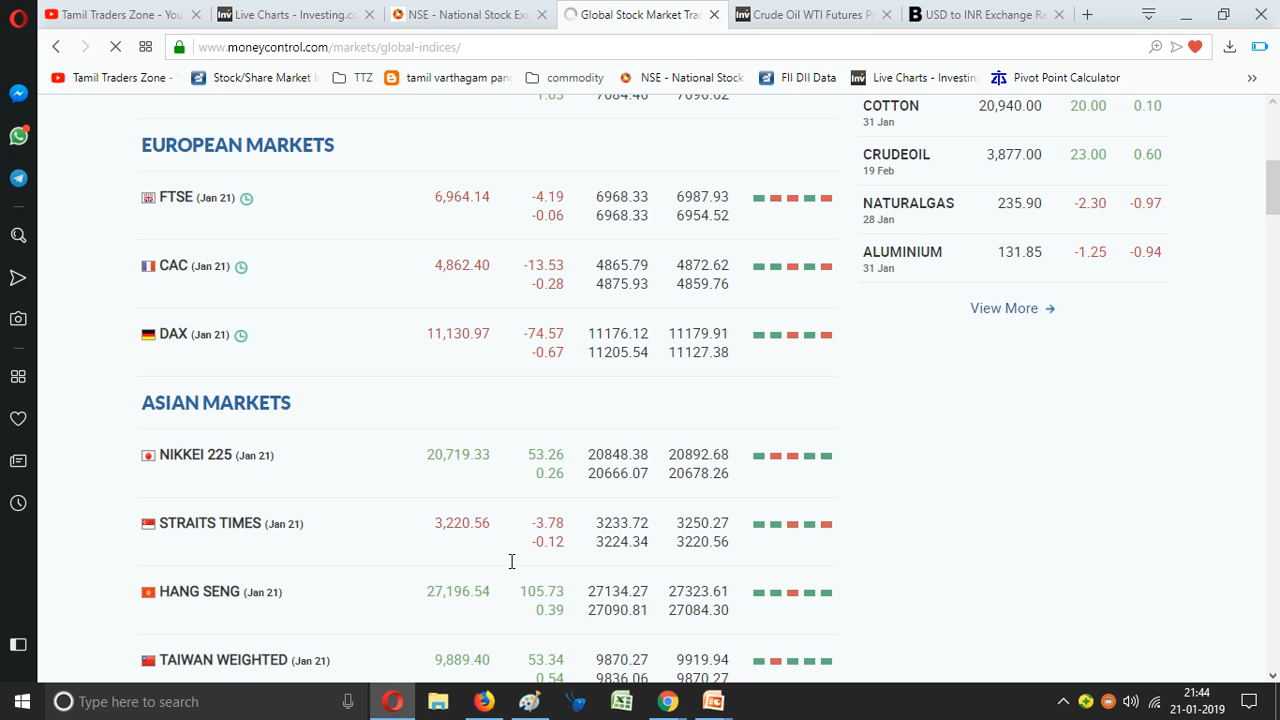 Tamil Traders Zone - You
Live Charts - Investing.co
NSE - National Stock Exc
Global Stock Market Tra
Crude Oil WTI Futures P
USD to INR Exchange Ra
www.moneycontrol.com/markets/global-indices/
Tamil Traders Zone -
Stock/Share Market
TTZ
tamil varthagam pan
commodity
NSE - National Stock
FII DII Data
Live Charts - Investin
Pivot Point Calculator
EUROPEAN MARKETS
FTSE (Jan 21) 6,964.14 -4.19 6968.33 6987.93
-0.06 6968.33 6954.52
CAC (Jan 21) 4,862.40 -13.53 4865.79 4872.62
-0.28 4875.93 4859.76
DAX (Jan 21) 11,130.97 -74.57 11176.12 11179.91
-0.67 11205.54 11127.38
ASIAN MARKETS
NIKKEI 225 (Jan 21) 20,719.33 53.26 20848.38 20892.68
0.26 20666.07 20678.26
STRAITS TIMES (Jan 21) 3,220.56 -3.78 3233.72 3250.27
-0.12 3224.34 3220.56
HANG SENG (Jan 21) 27,196.54 105.73 27134.27 27323.61
0.39 27090.81 27084.30
TAIWAN WEIGHTED (Jan 21) 9,889.40 53.34 9870.27 9919.94
0.54 9836.06 9870.27
COTTON 20,940.00 20.00 0.10
31 Jan
CRUDEOIL 3,877.00 23.00 0.60
19 Feb
NATURALGAS 235.90 -2.30 -0.97
28 Jan
ALUMINIUM 131.85 -1.25 -0.94
31 Jan
View More
Type here to search
21:44
21-01-2019